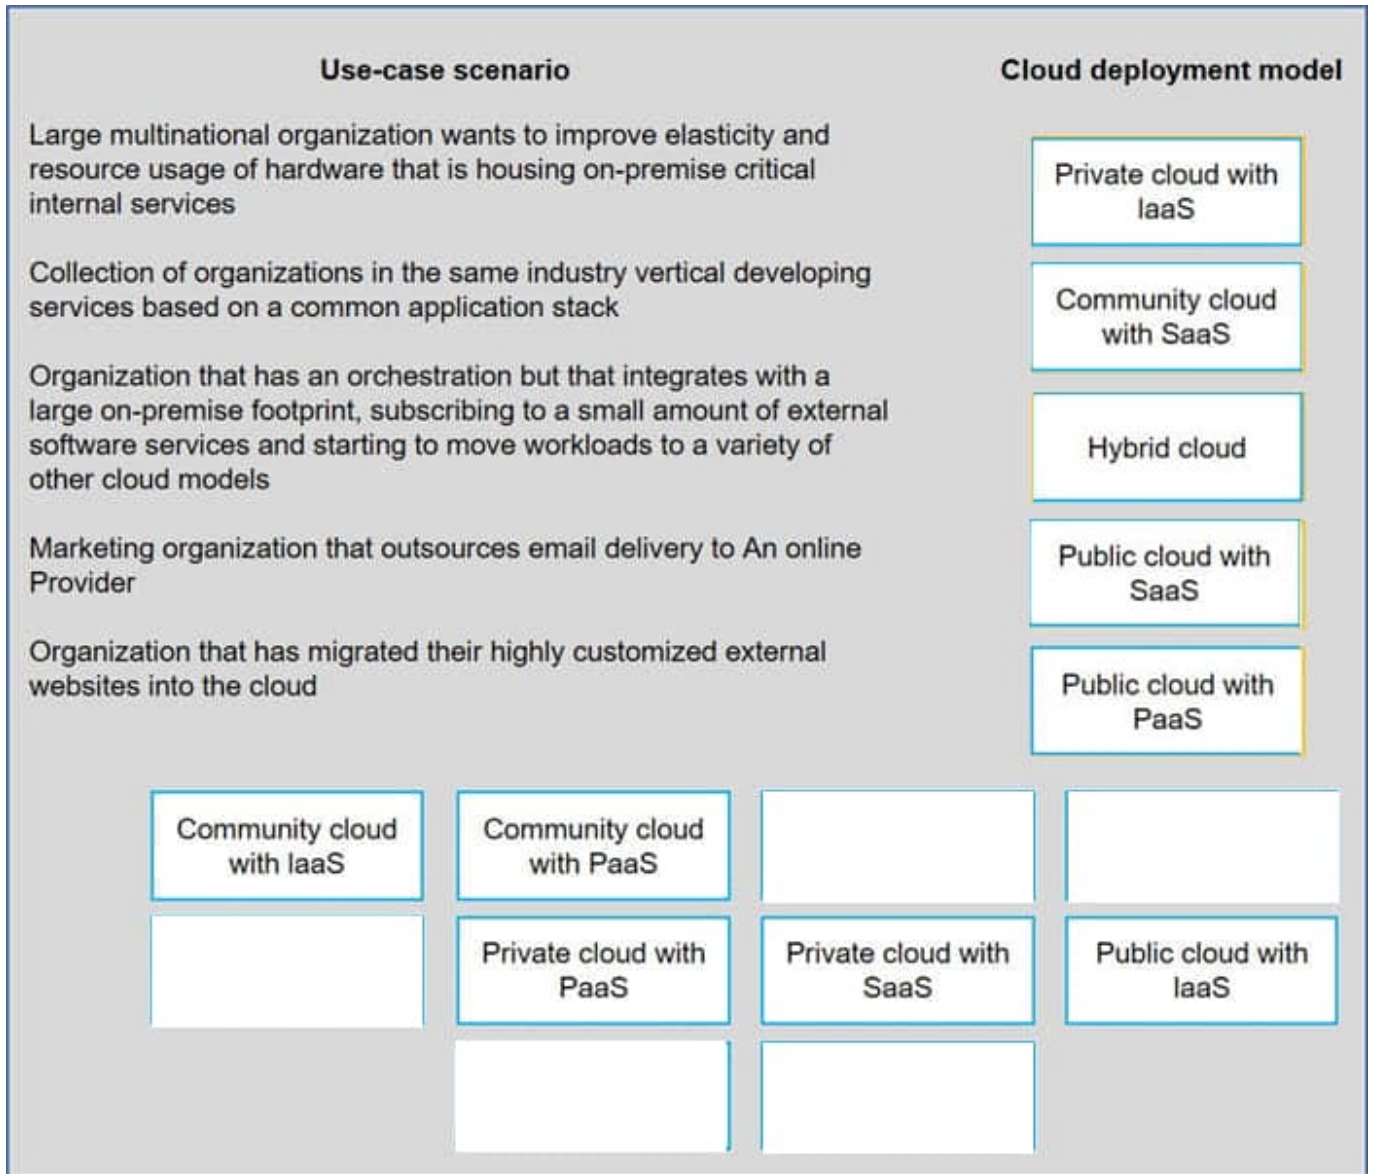 Use-case scenario
Cloud deployment model
Large multinational organization wants to improve elasticity and
resource usage of hardware that is housing on-premise critical
internal services
Private cloud with
IaaS
Collection of organizations in the same industry vertical developing
services based on a common application stack
Community cloud
with SaaS
Organization that has an orchestration but that integrates with a
large on-premise footprint, subscribing to a small amount of external
software services and starting to move workloads to a variety of
other cloud models
Hybrid cloud
Marketing organization that outsources email delivery to An online
Provider
Public cloud with
SaaS
Organization that has migrated their highly customized external
websites into the cloud
Public cloud with
PaaS
Community cloud
with IaaS
Community cloud
with PaaS
Private cloud with
PaaS
Private cloud with
SaaS
Public cloud with
IaaS